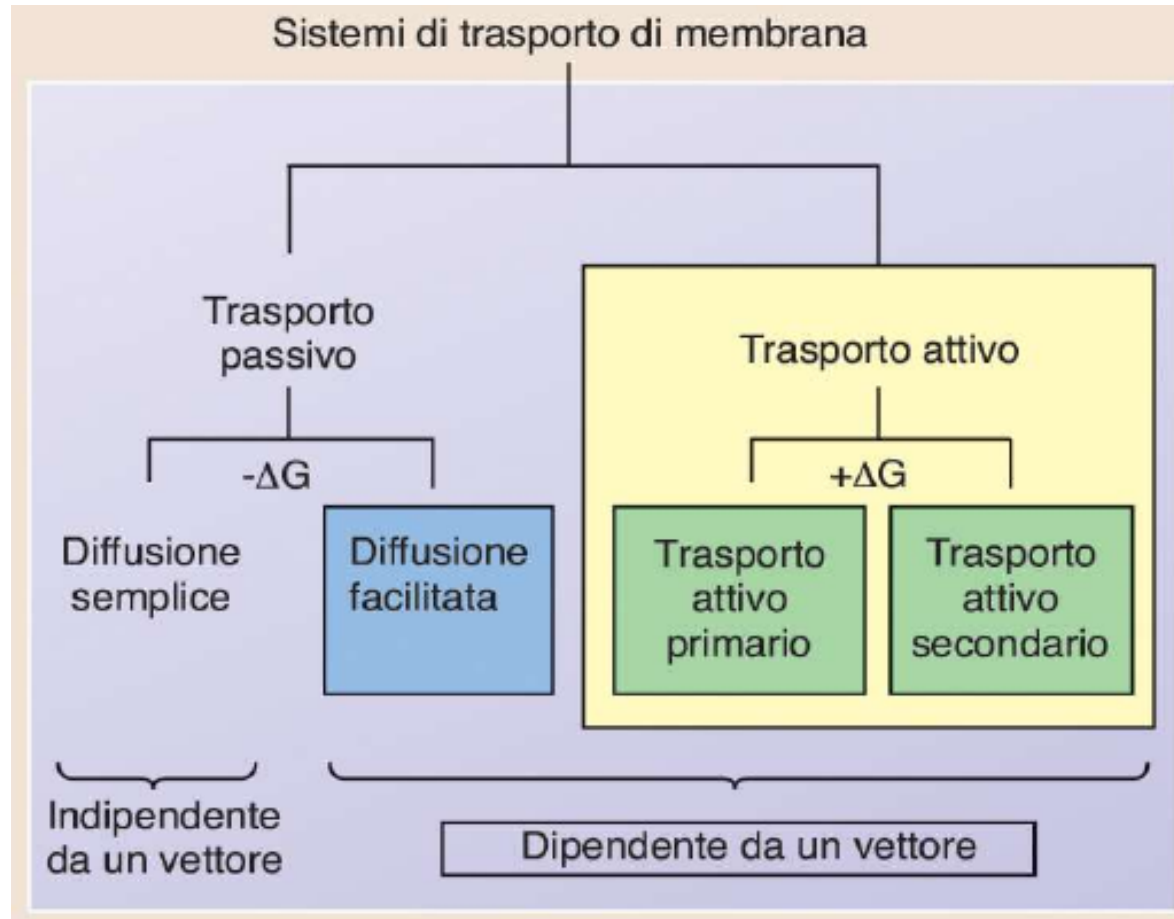 Sistemi di trasporto di membrana
Trasporto
passivo
Trasporto attivo
-ΔG
+ΔG
Diffusione
semplice
Diffusione
facilitata
Trasporto
attivo
primario
Trasporto
attivo
secondario
Indipendente
da un vettore
Dipendente da un vettore